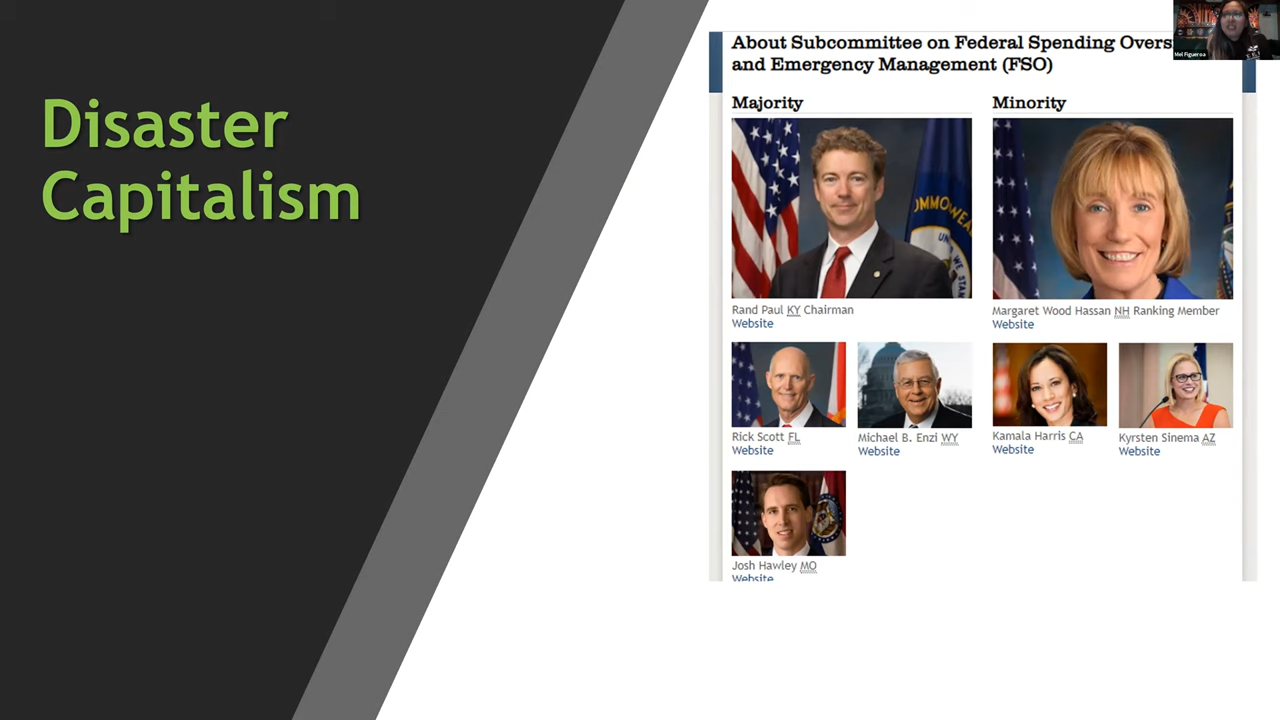 Disaster
Capitalism
About Subcommittee on Federal Spending Overs
and Emergency Management (FSO)
Mel Figueroa
Majority
Minority
Rand Paul KY Chairman
Website
Margaret Wood Hassan NH Ranking Member
Website
Rick Scott FL
Website
Michael B. Enzi WY
Website
Kamala Harris CA
Website
Kyrsten Sinema AZ
Website
Josh Hawley MO
Website